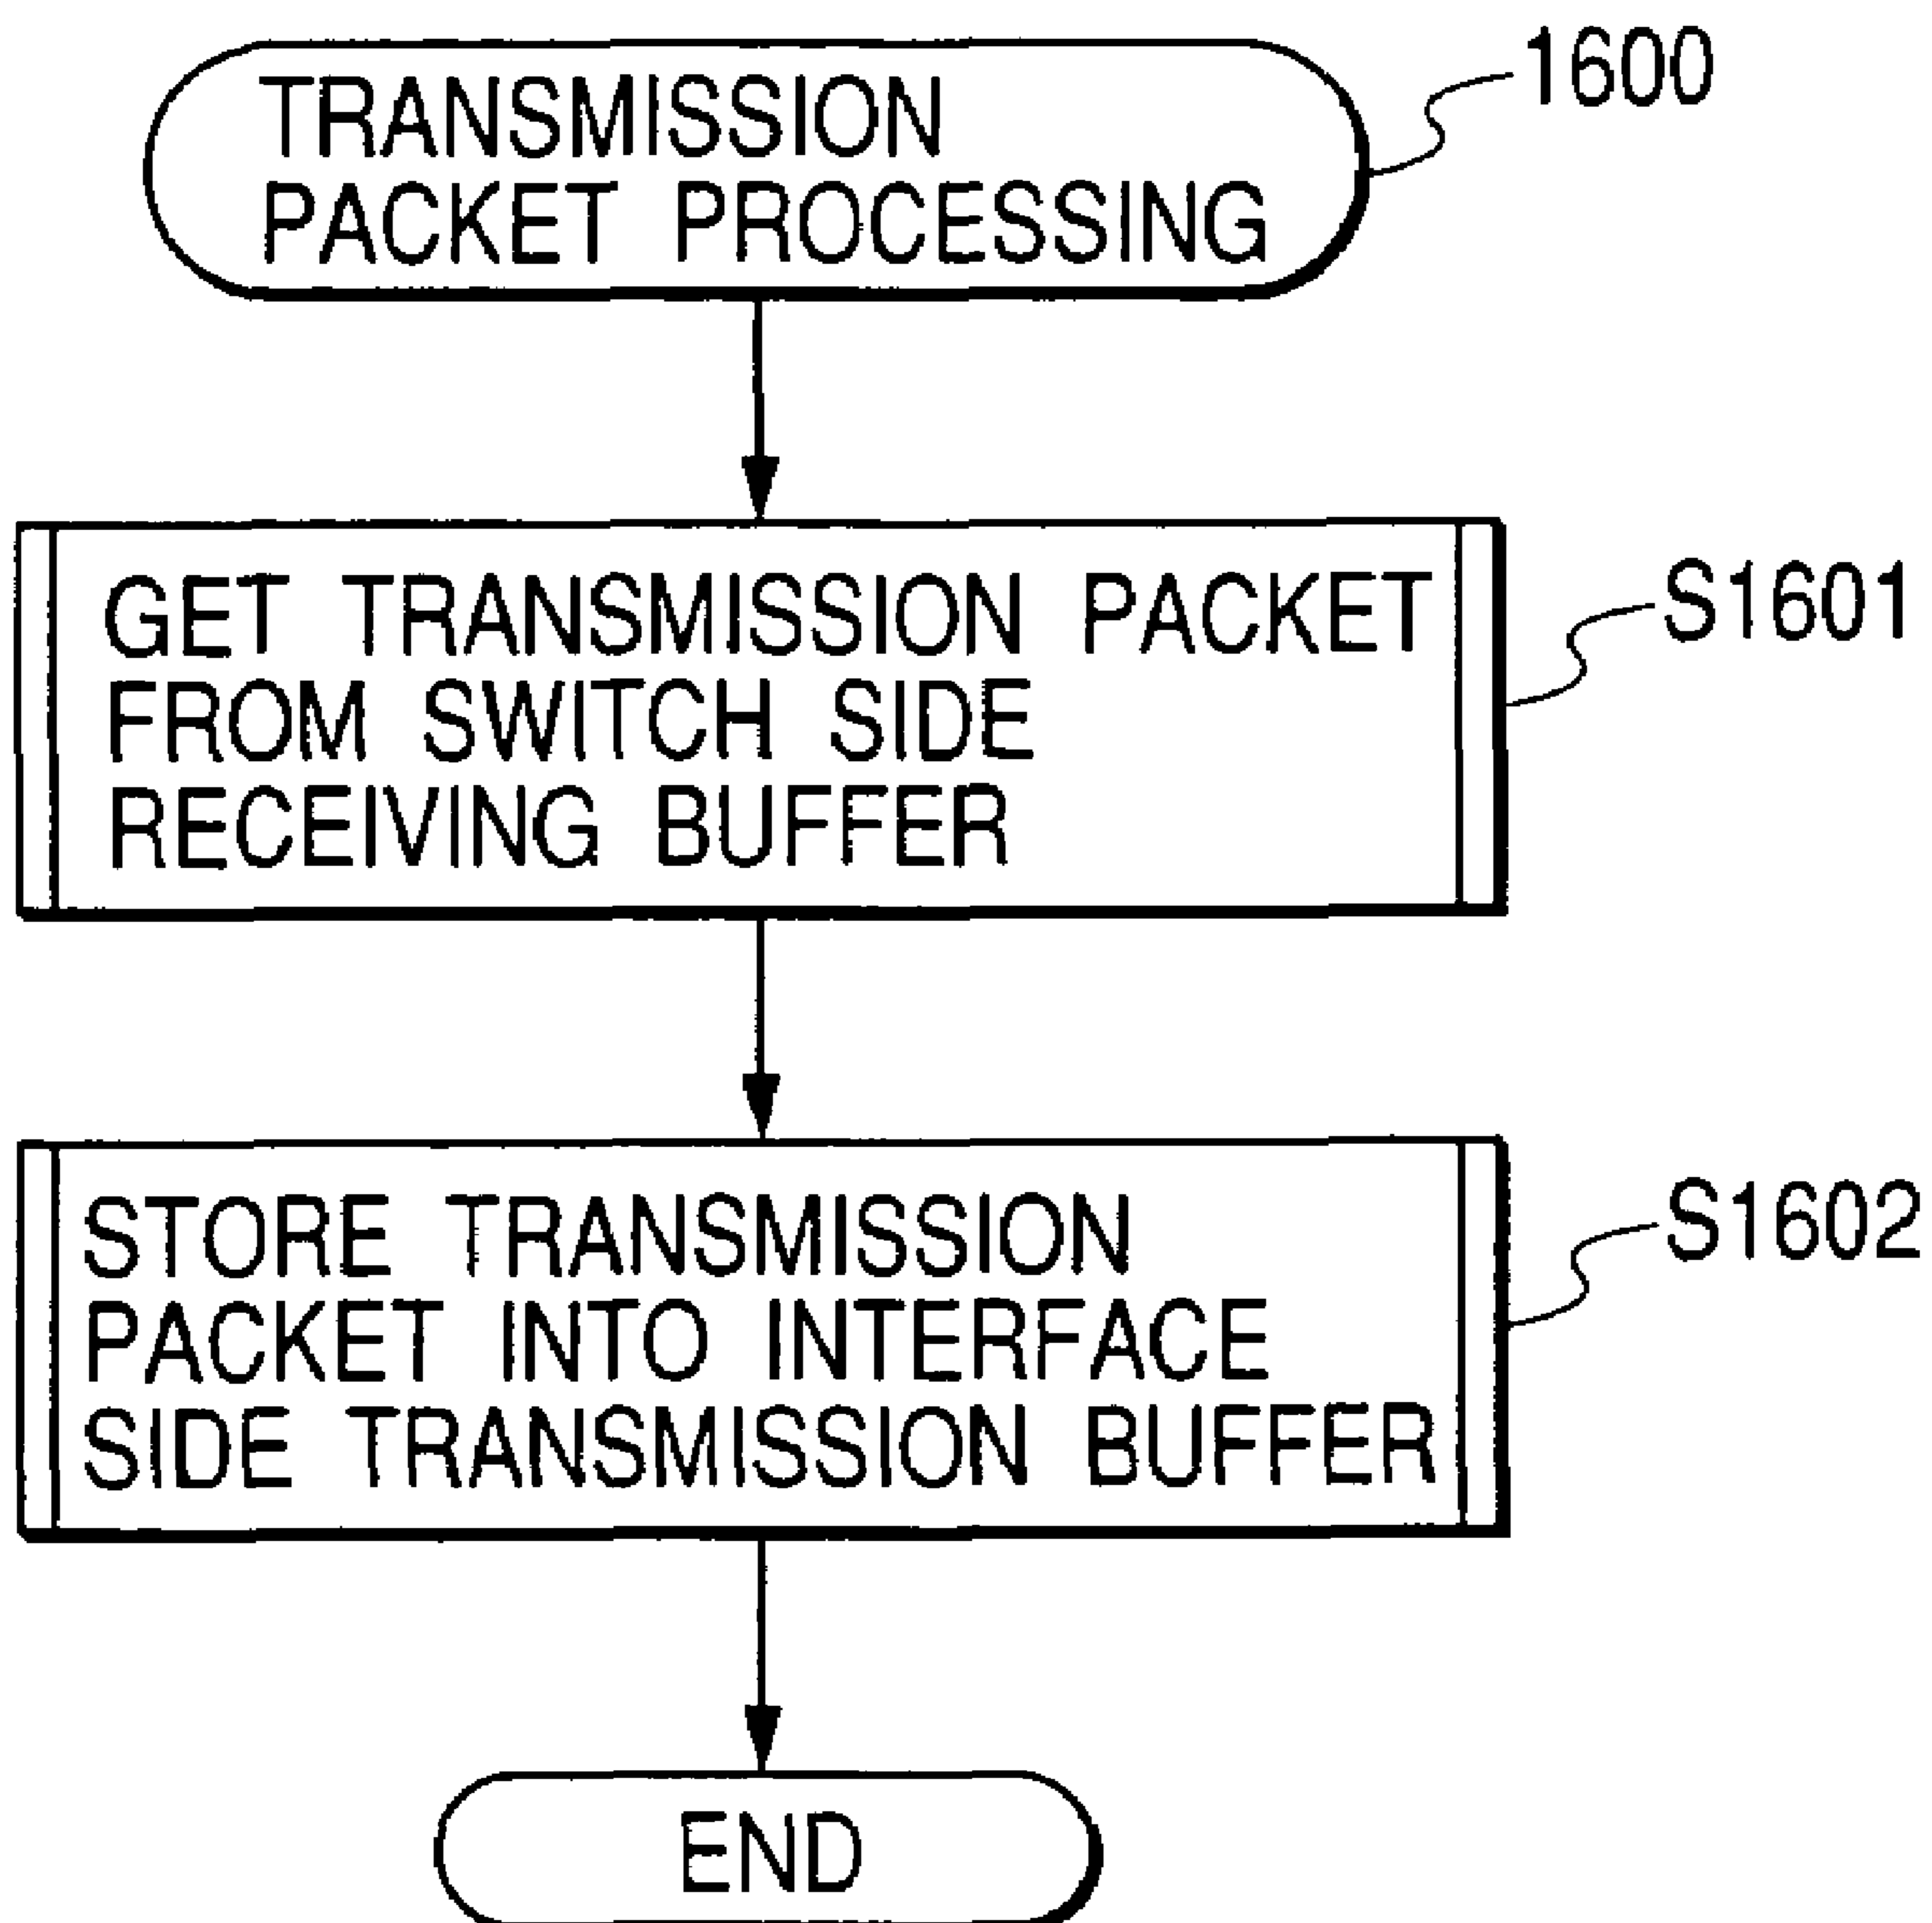 TRANSMISSION
PACKET PROCESSING
1600
GET TRANSMISSION PACKET
FROM SWITCH SIDE
RECEIVING BUFFER
S1601
STORE TRANSMISSION
PACKET INTO INTERFACE
SIDE TRANSMISSION BUFFER
S1602
END